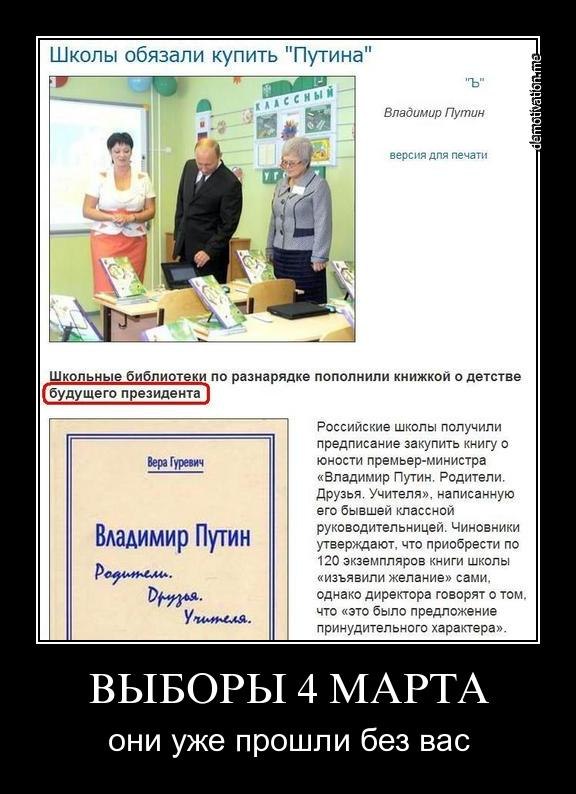 Школы обязали купить "Путина"
"Ъ"
Владимир Путин
версия для печати
demotivation.me
КЛАССНЫЙ
Школьные библиотеки по разнарядке пополнили книжкой о детстве
будущего президента
Российские школы получили
предписание закупить книгу о
юности премьер-министра
«Владимир Путин. Родители.
Друзья. Учителя», написанную
его бывшей классной
руководительницей. Чиновники
утверждают, что приобрести по
120 экземпляров книги школы
«изъявили желание» сами,
однако директора говорят о том,
что «это было предложение
принудительного характера».
Вера Гуревич
Владимир Путин
Родители.
Друзья.
Учителя.
ВЫБОРЫ 4 МАРТА
они уже прошли без вас